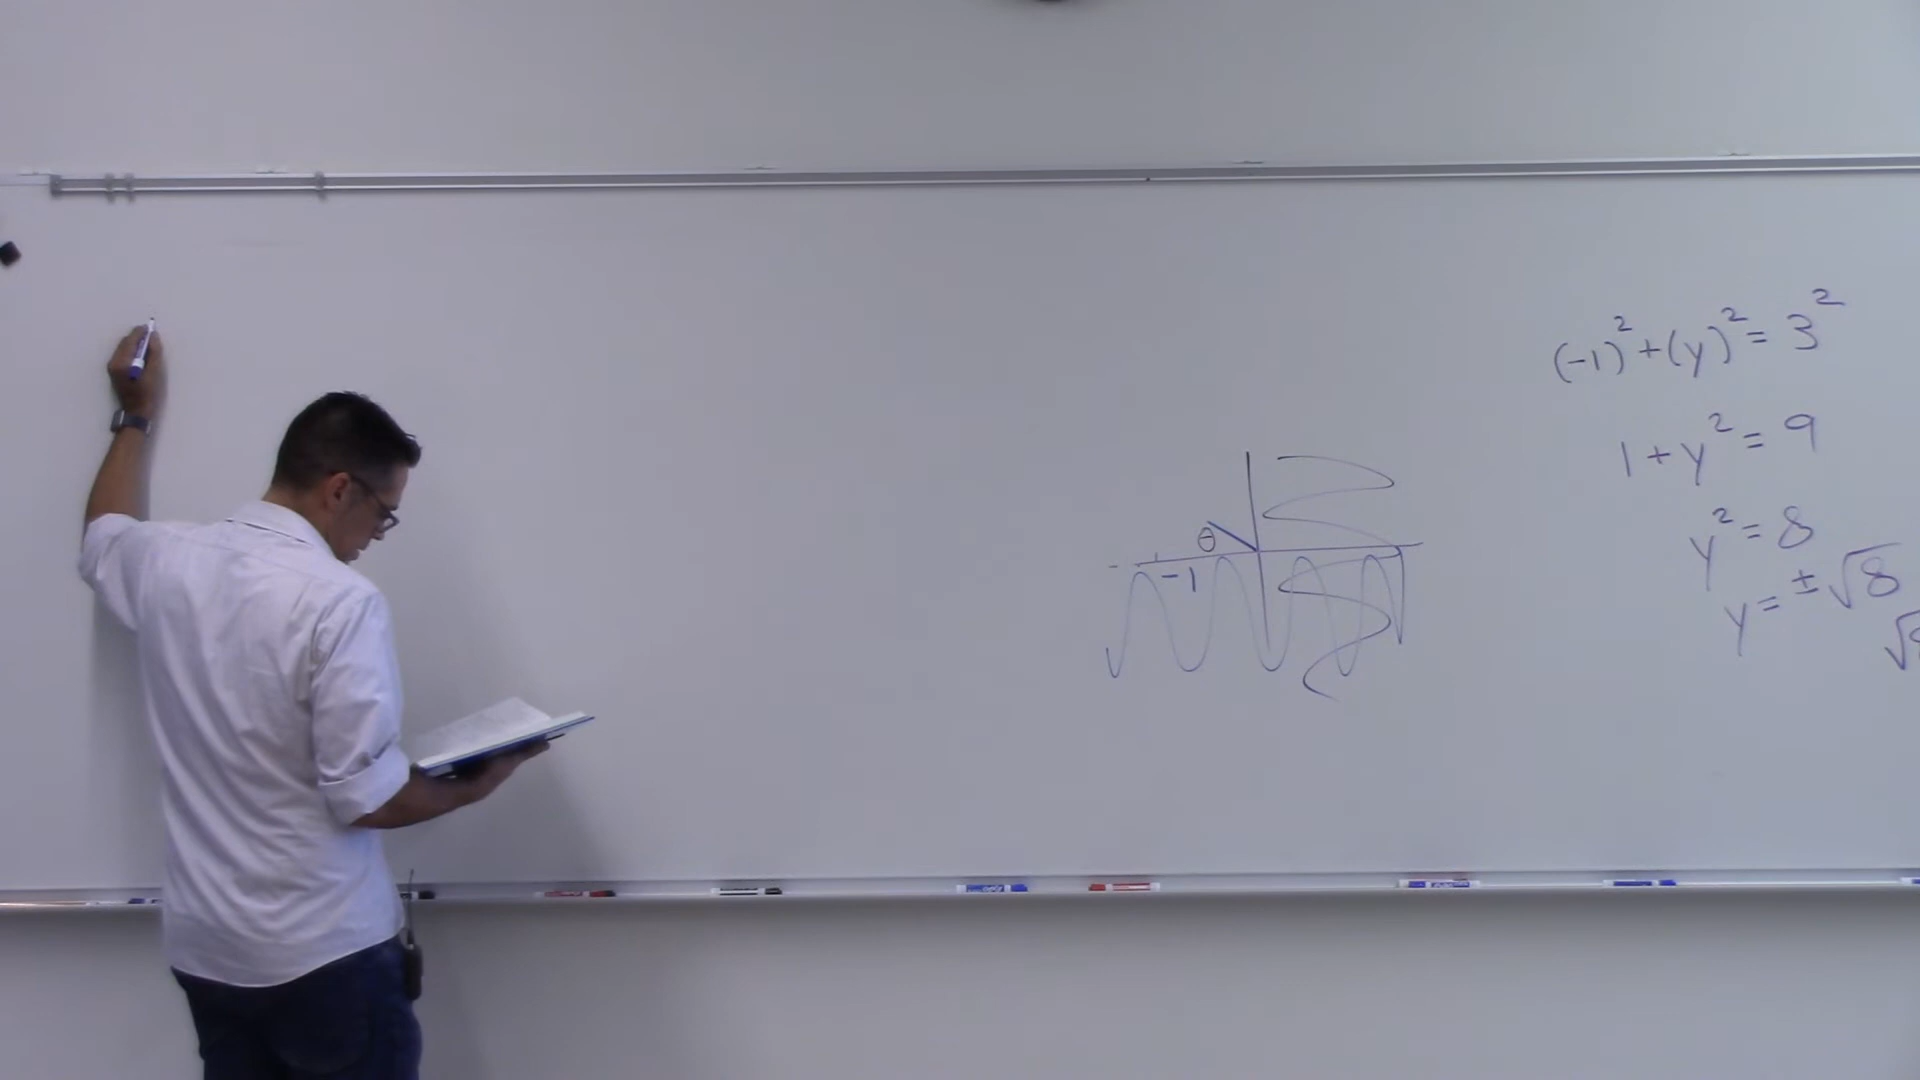 (-1)² + (y)² = 3²
1 + y² = 9
y² = 8
y = ± √8
θ
-1